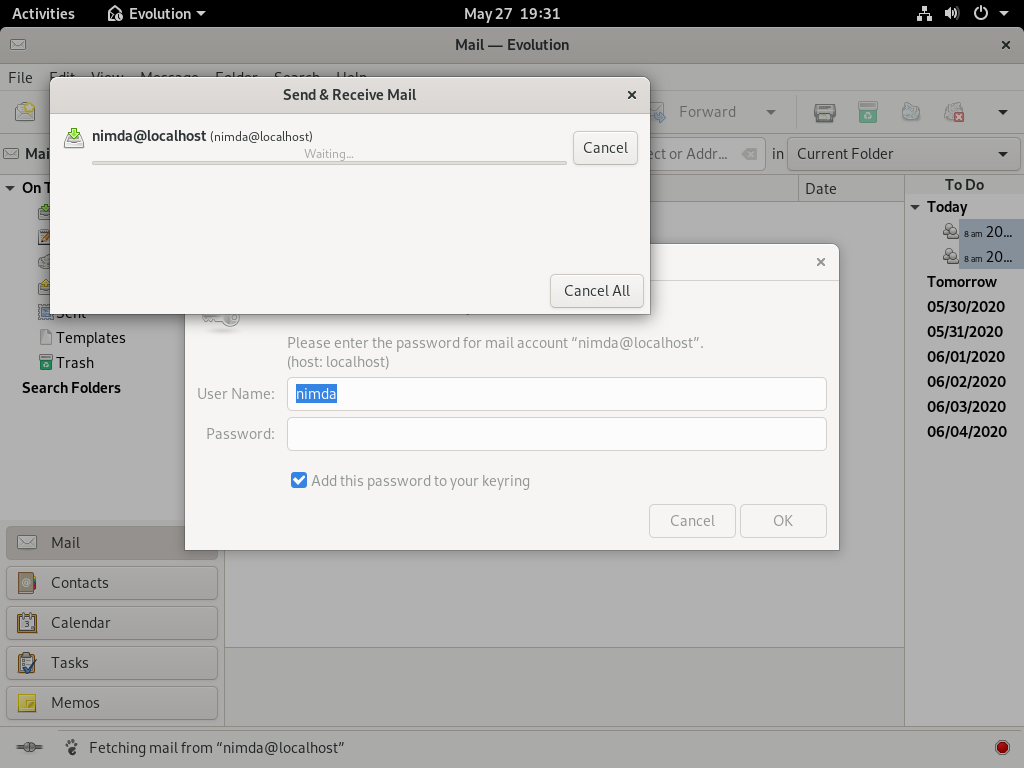 Activities Evolution May 27 19:31
Mail — Evolution
File Edit View Message Folder Search Help
Send & Receive Mail
Forward
nimda@localhost (nimda@localhost)
Waiting...
Cancel
in Current Folder
Date
To Do
Today
8 am 20...
8 am 20...
Tomorrow
05/30/2020
05/31/2020
06/01/2020
06/02/2020
06/03/2020
06/04/2020
Cancel All
Sent
Templates
Trash
Search Folders
Please enter the password for mail account “nimda@localhost”.
(host: localhost)
User Name: nimda
Password:
Add this password to your keyring
Cancel OK
Mail
Contacts
Calendar
Tasks
Memos
Fetching mail from “nimda@localhost”